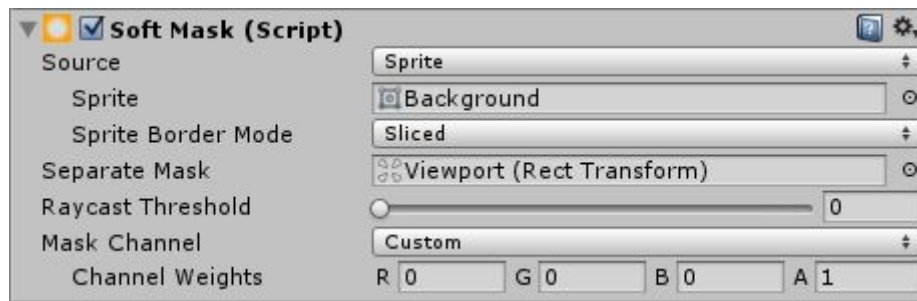 Soft Mask (Script)
Source Sprite
Sprite Background
Sprite Border Mode Sliced
Separate Mask Viewport (Rect Transform)
Raycast Threshold 0
Mask Channel Custom
Channel Weights R 0 G 0 B 0 A 1